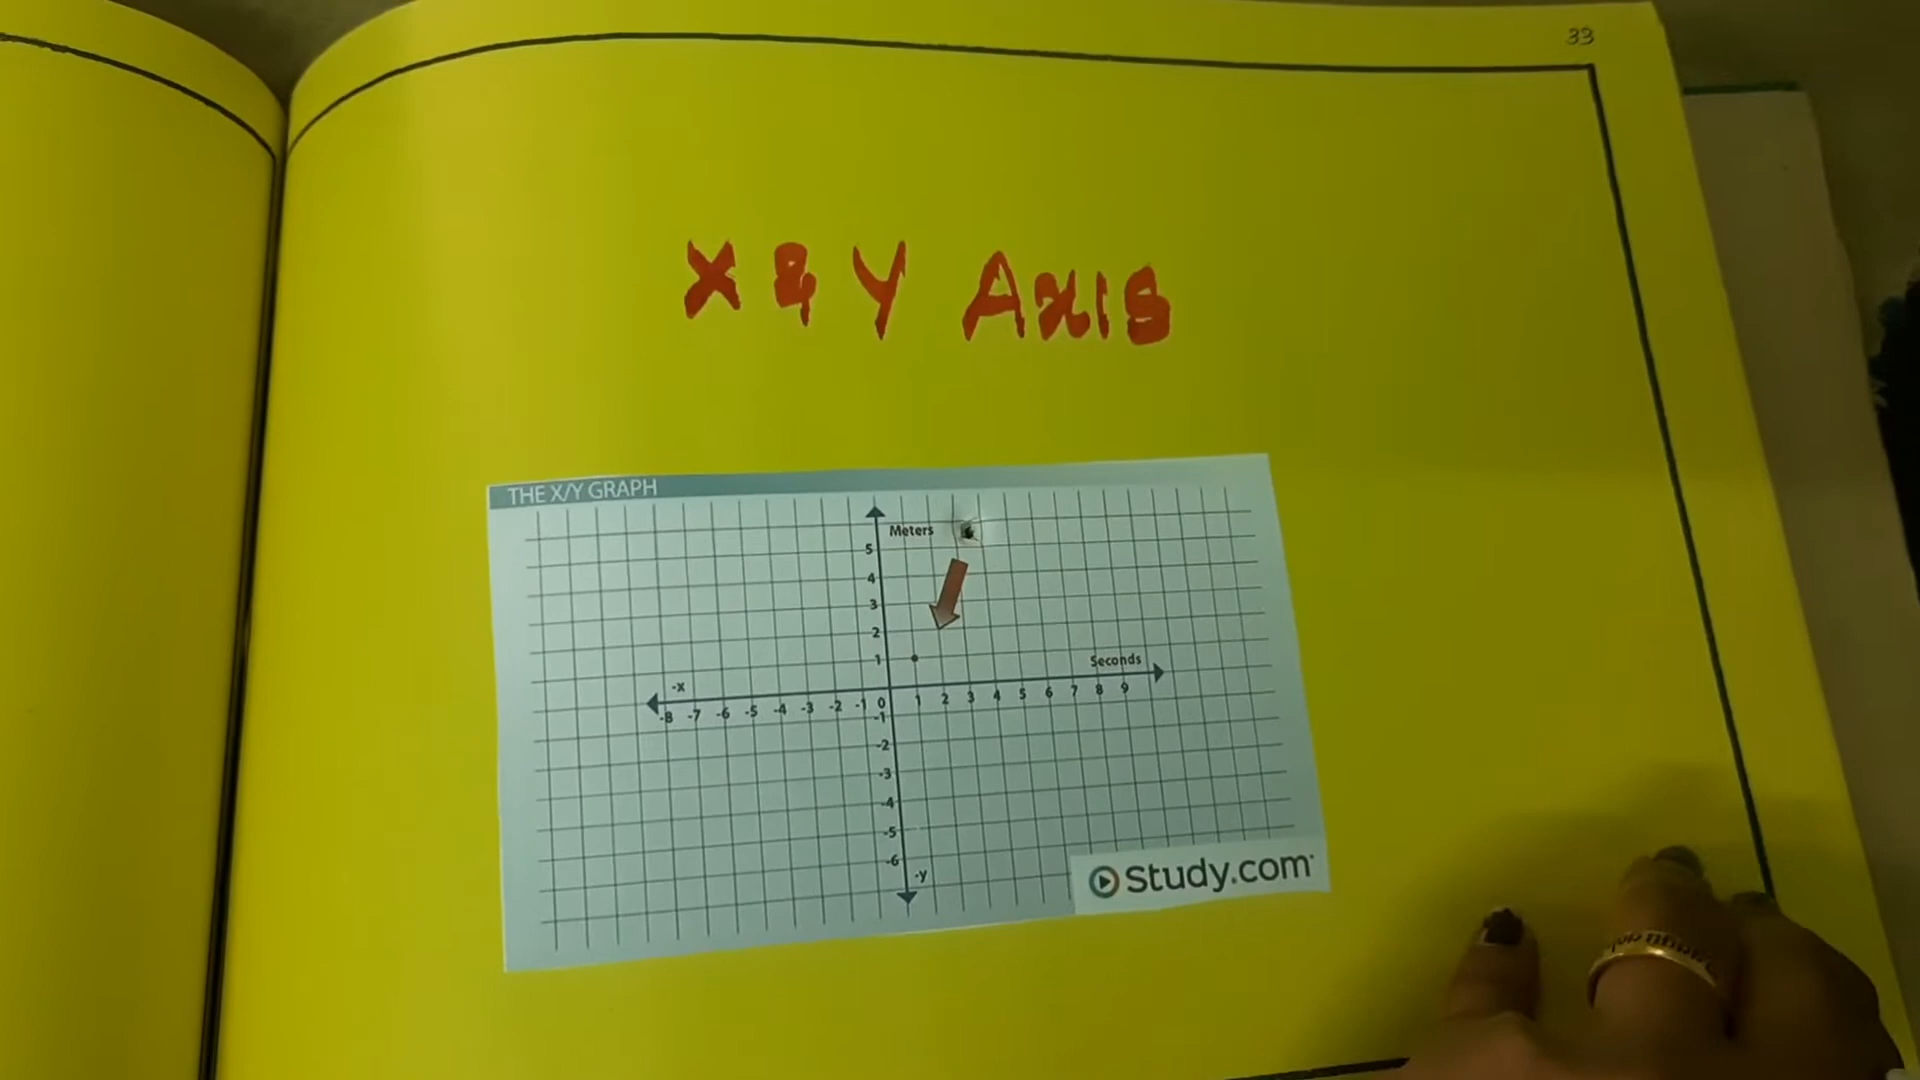 33
X & Y Axis
THE X/Y GRAPH
Meters
5
4
3
2
1
Seconds
-x
-8 -7 -6 -5 -4 -3 -2 -1 0 1 2 3 4 5 6 7 8 9
-1
-2
-3
-4
-5
-6
-y
Study.com